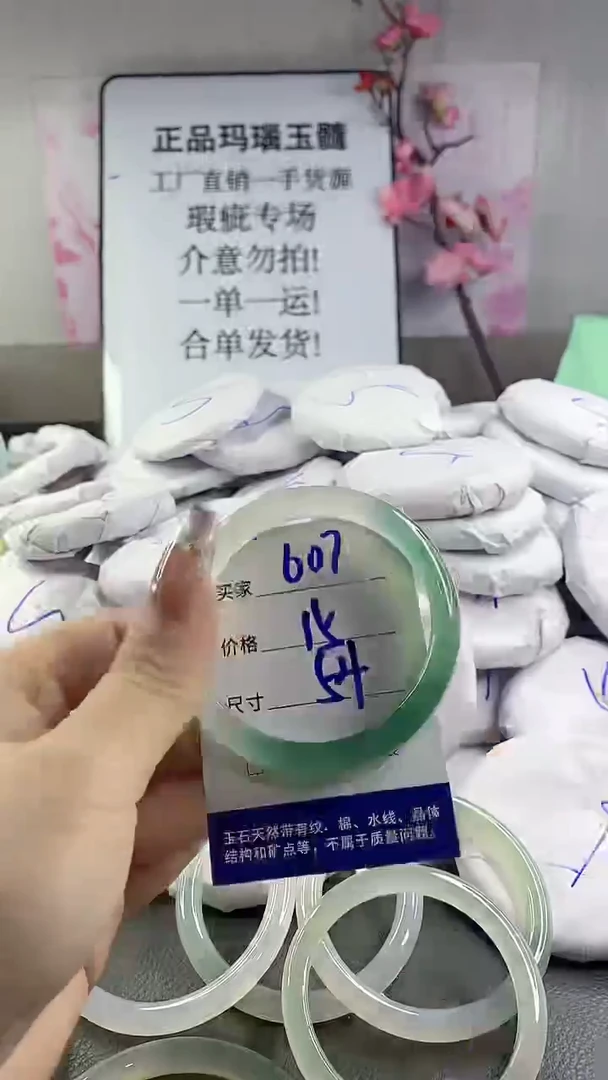 正品玛瑙玉髓
工厂直销一手货源
瑕疵专场
介意勿拍!
一单一运!
合单发货!
买家 607
价格
尺寸 54
玉石天然带有纹、棉、水线、晶体
结构和矿点等，不属于质量问题。